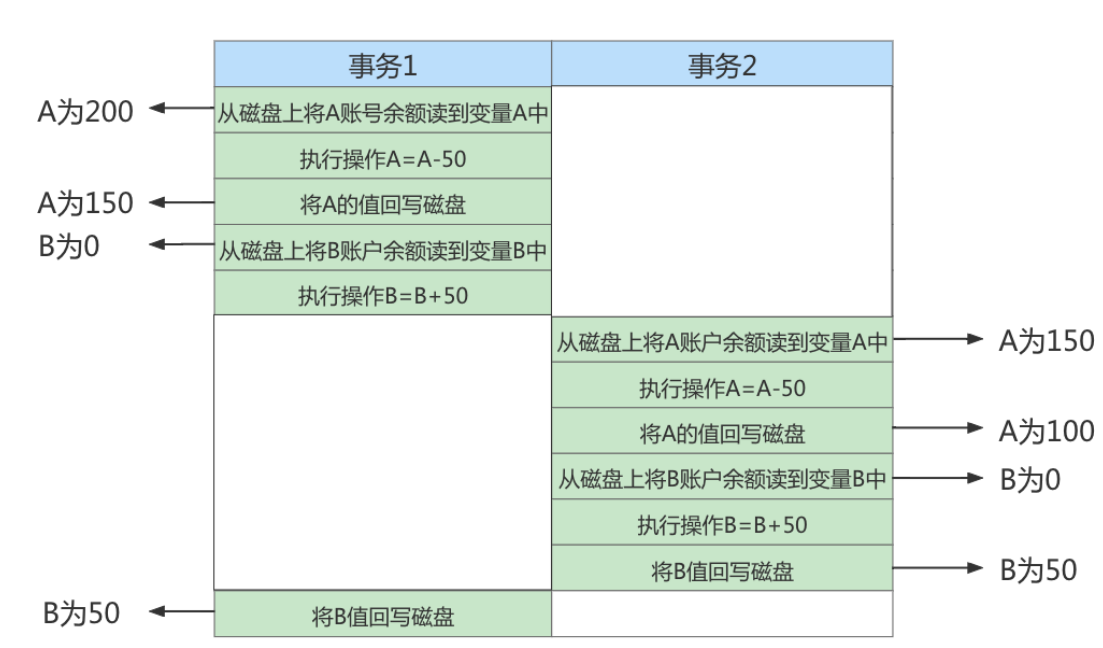 事务1 事务2
A为200 从磁盘上将A账号余额读到变量A中
执行操作A=A-50
A为150 将A的值回写磁盘
B为0 从磁盘上将B账户余额读到变量B中
执行操作B=B+50
从磁盘上将A账户余额读到变量A中 A为150
执行操作A=A-50
将A的值回写磁盘 A为100
从磁盘上将B账户余额读到变量B中 B为0
执行操作B=B+50
将B值回写磁盘 B为50
B为50 将B值回写磁盘